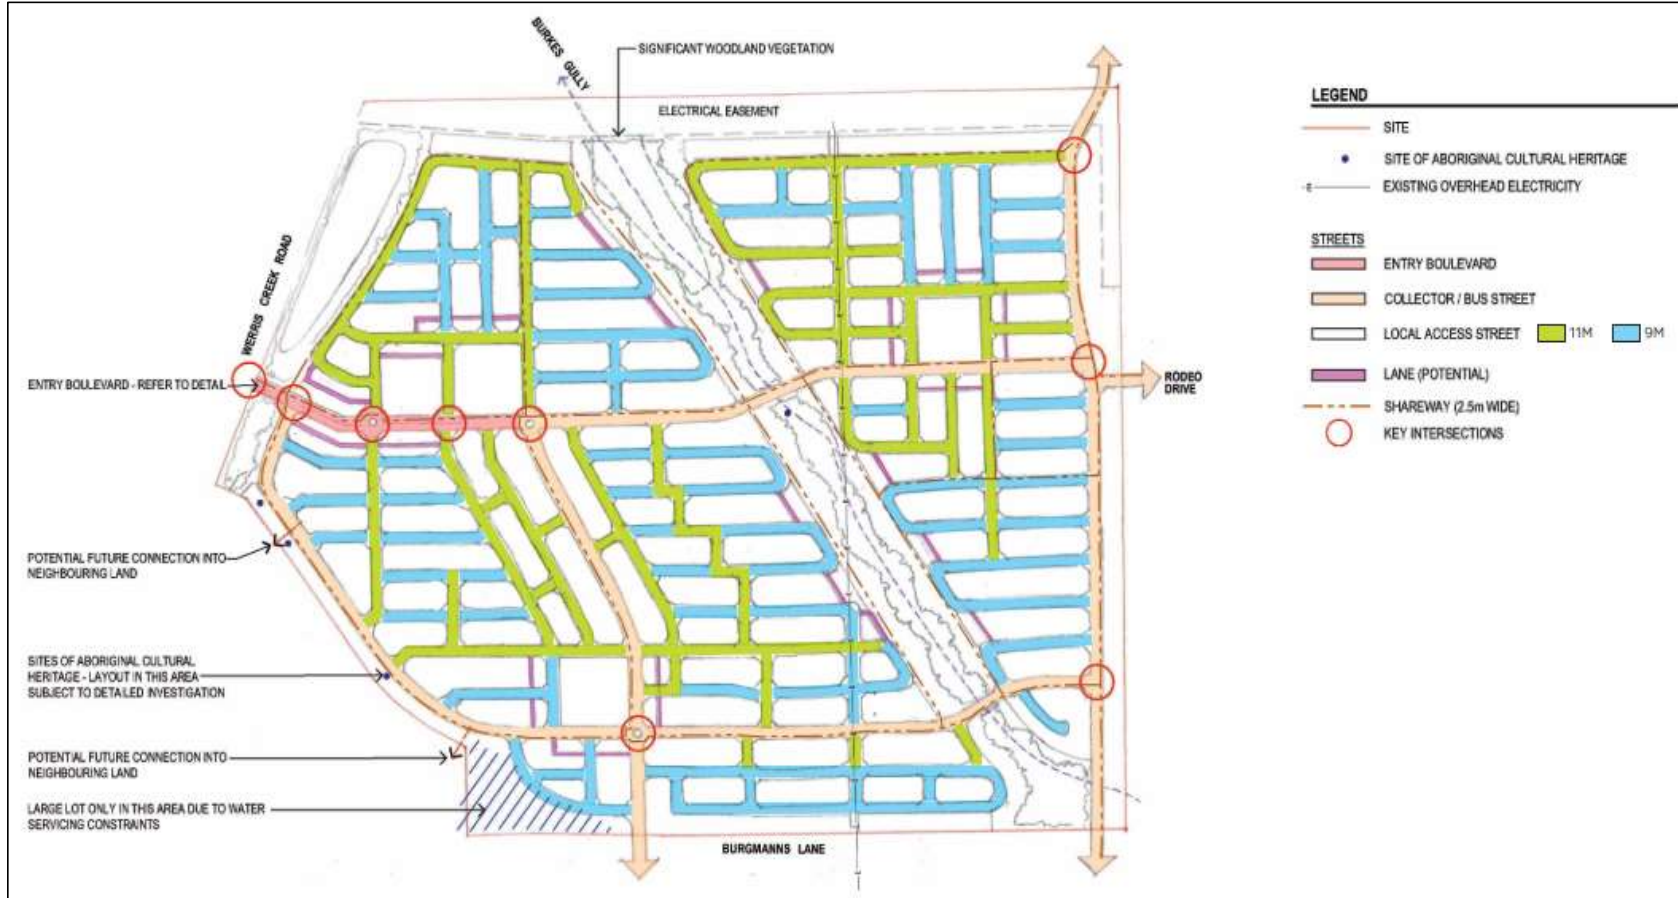 BURKES GULLY
SIGNIFICANT WOODLAND VEGETATION
ELECTRICAL EASEMENT
WERRIS CREEK ROAD
ENTRY BOULEVARD - REFER TO DETAIL
RODEO
DRIVE
POTENTIAL FUTURE CONNECTION INTO
NEIGHBOURING LAND
SITES OF ABORIGINAL CULTURAL
HERITAGE - LAYOUT IN THIS AREA
SUBJECT TO DETAILED INVESTIGATION
POTENTIAL FUTURE CONNECTION INTO
NEIGHBOURING LAND
LARGE LOT ONLY IN THIS AREA DUE TO WATER
SERVICING CONSTRAINTS
BURGMANNS LANE
LEGEND
SITE
SITE OF ABORIGINAL CULTURAL HERITAGE
E
EXISTING OVERHEAD ELECTRICITY
STREETS
ENTRY BOULEVARD
COLLECTOR / BUS STREET
LOCAL ACCESS STREET 11M 9M
LANE (POTENTIAL)
SHAREWAY (2.5m WIDE)
KEY INTERSECTIONS